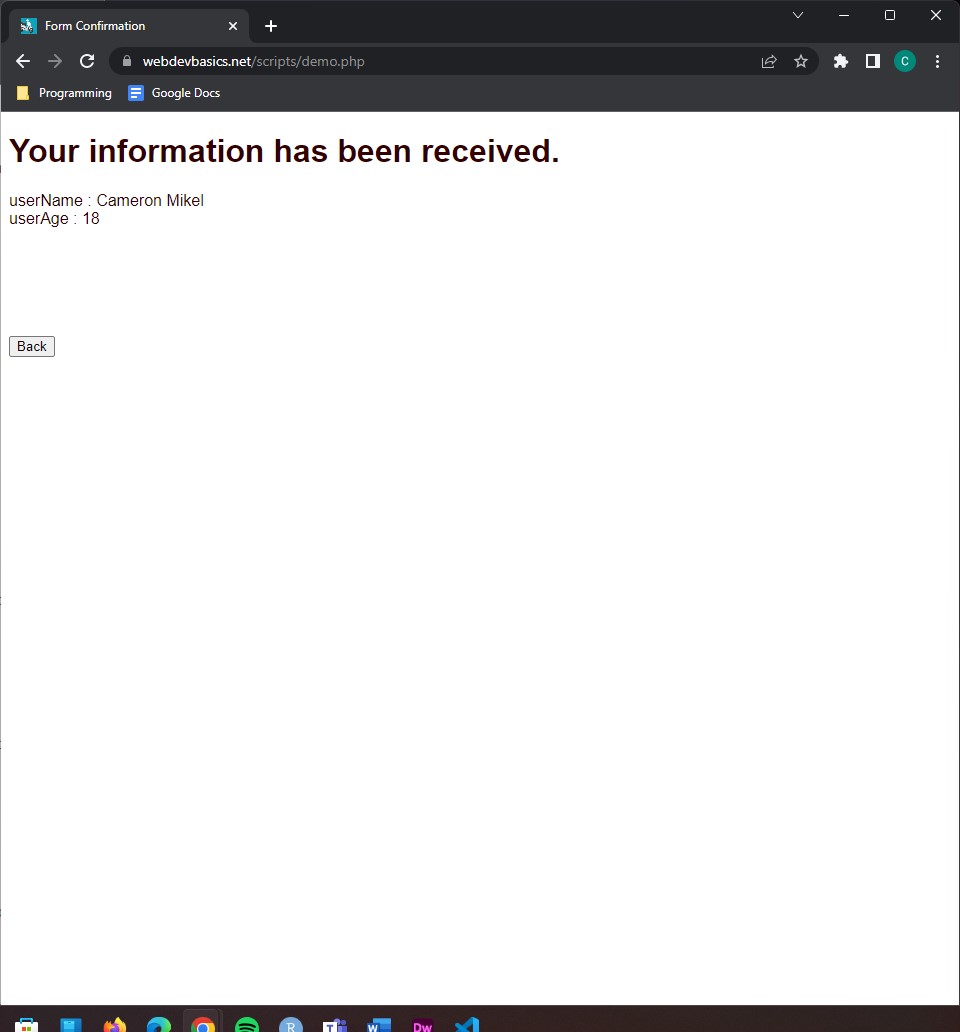 Form Confirmation
webdevbasics.net/scripts/demo.php
C
Programming
Google Docs
Your information has been received.
userName : Cameron Mikel
userAge : 18
Back
R
T
W
Dw